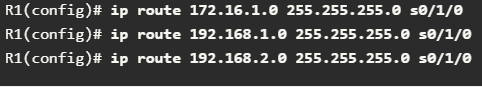 R1(config)# ip route 172.16.1.0 255.255.255.0 s0/1/0
R1(config)# ip route 192.168.1.0 255.255.255.0 s0/1/0
R1(config)# ip route 192.168.2.0 255.255.255.0 s0/1/0